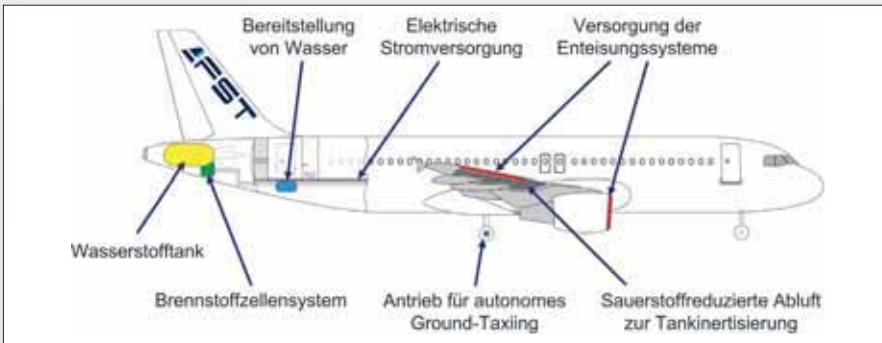 Bereitstellung
von Wasser
Elektrische
Stromversorgung
Versorgung der
Enteisungssysteme
FST
Wasserstofftank
Brennstoffzellensystem
Antrieb für autonomes
Ground-Taxiing
Sauerstoffreduzierte Abluft
zur Tankinertisierung